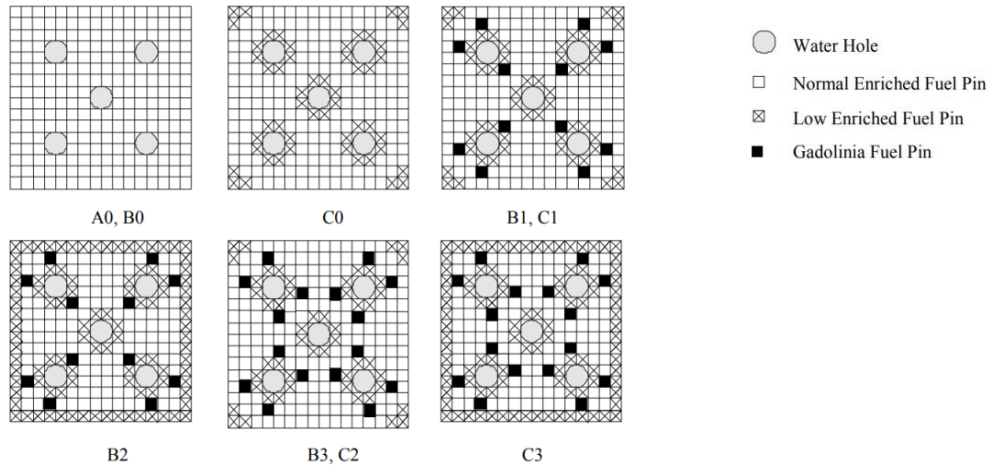 Water Hole
Normal Enriched Fuel Pin
Low Enriched Fuel Pin
Gadolinia Fuel Pin
A0, B0
C0
B1, C1
B2
B3, C2
C3